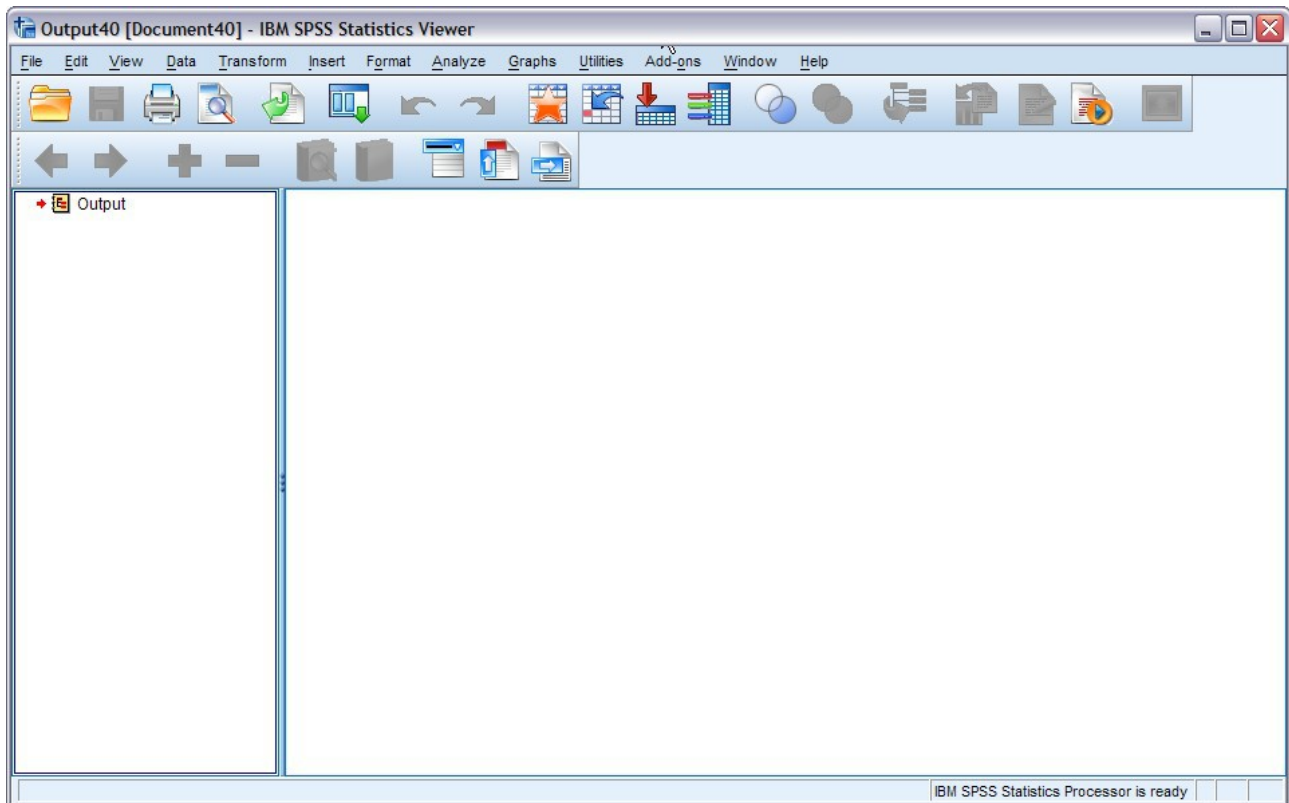 Output40 [Document40] - IBM SPSS Statistics Viewer
File Edit View Data Transform Insert Format Analyze Graphs Utilities Add-ons Window Help
Output
IBM SPSS Statistics Processor is ready